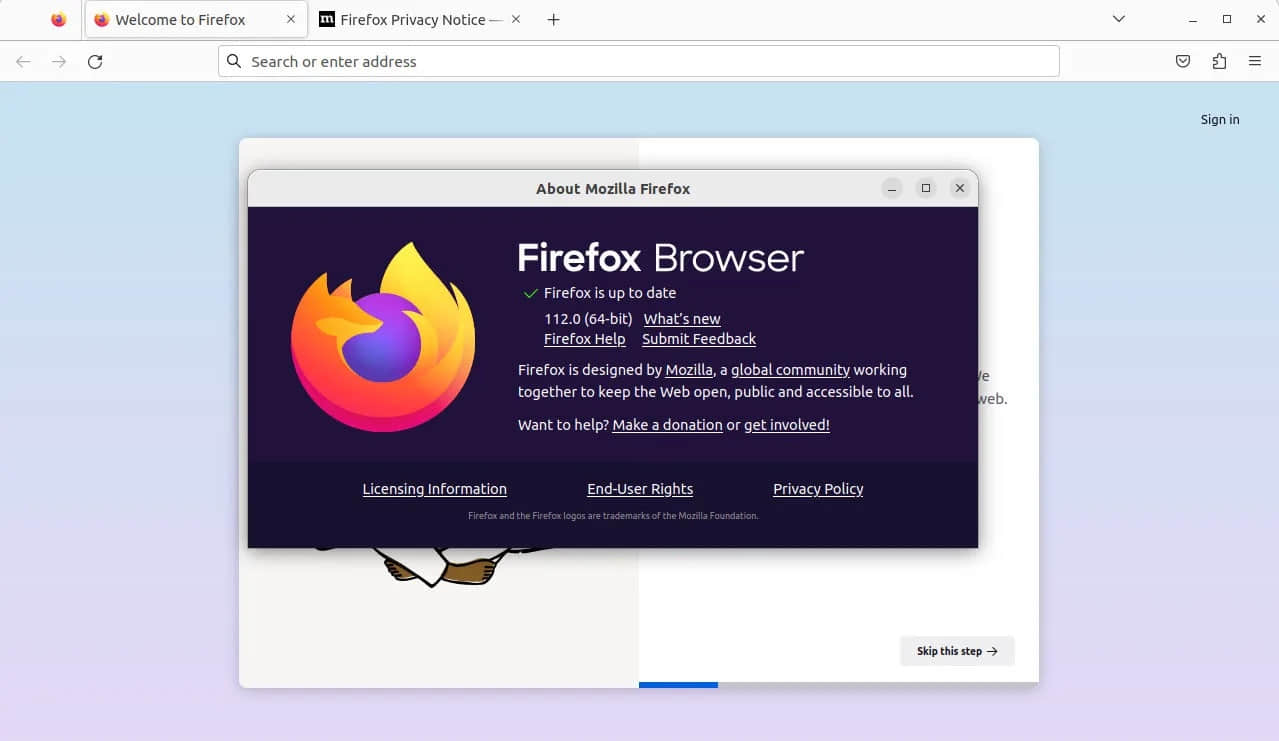 Welcome to Firefox
Firefox Privacy Notice —
Search or enter address
Sign in
About Mozilla Firefox
Firefox Browser
Firefox is up to date
112.0 (64-bit) What's new
Firefox Help Submit Feedback
Firefox is designed by Mozilla, a global community working
together to keep the Web open, public and accessible to all.
Want to help? Make a donation or get involved!
Licensing Information End-User Rights Privacy Policy
Firefox and the Firefox logos are trademarks of the Mozilla Foundation.
web.
Skip this step →